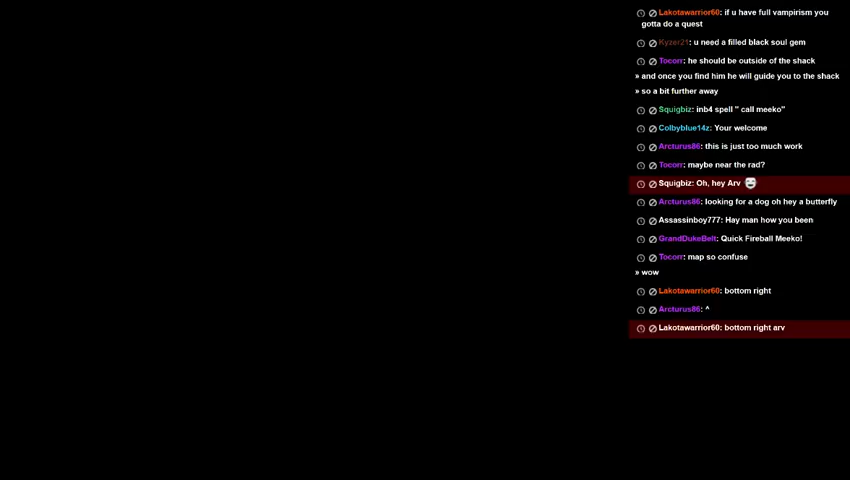 Lakotawarrior60: if u have full vampirism you
gotta do a quest
Kyzer21: u need a filled black soul gem
Tocorr: he should be outside of the shack
» and once you find him he will guide you to the shack
» so a bit further away
Squigbiz: inb4 spell " call meeko"
Colbyblue14z: Your welcome
Arcturus86: this is just too much work
Tocorr: maybe near the rad?
Squigbiz: Oh, hey Arv
Arcturus86: looking for a dog oh hey a butterfly
Assassinboy777: Hay man how you been
GrandDukeBelt: Quick Fireball Meeko!
Tocorr: map so confuse
» wow
Lakotawarrior60: bottom right
Arcturus86: ^
Lakotawarrior60: bottom right arv